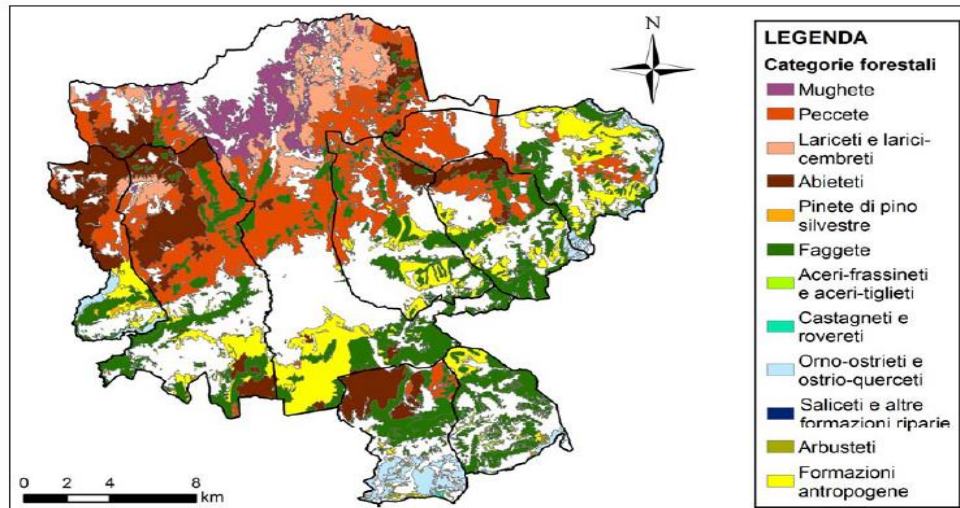 N
LEGENDA
Categorie forestali
Mughete
Peccete
Lariceti e larici-
cembreti
Abieteti
Pinete di pino
silvestre
Faggete
Aceri-frassineti
e aceri-tiglieti
Castagneti e
rovereti
Orno-ostrieti e
ostrio-querceti
Saliceti e altre
formazioni riparie
Arbusteti
Formazioni
antropogene
0 2 4 8
km